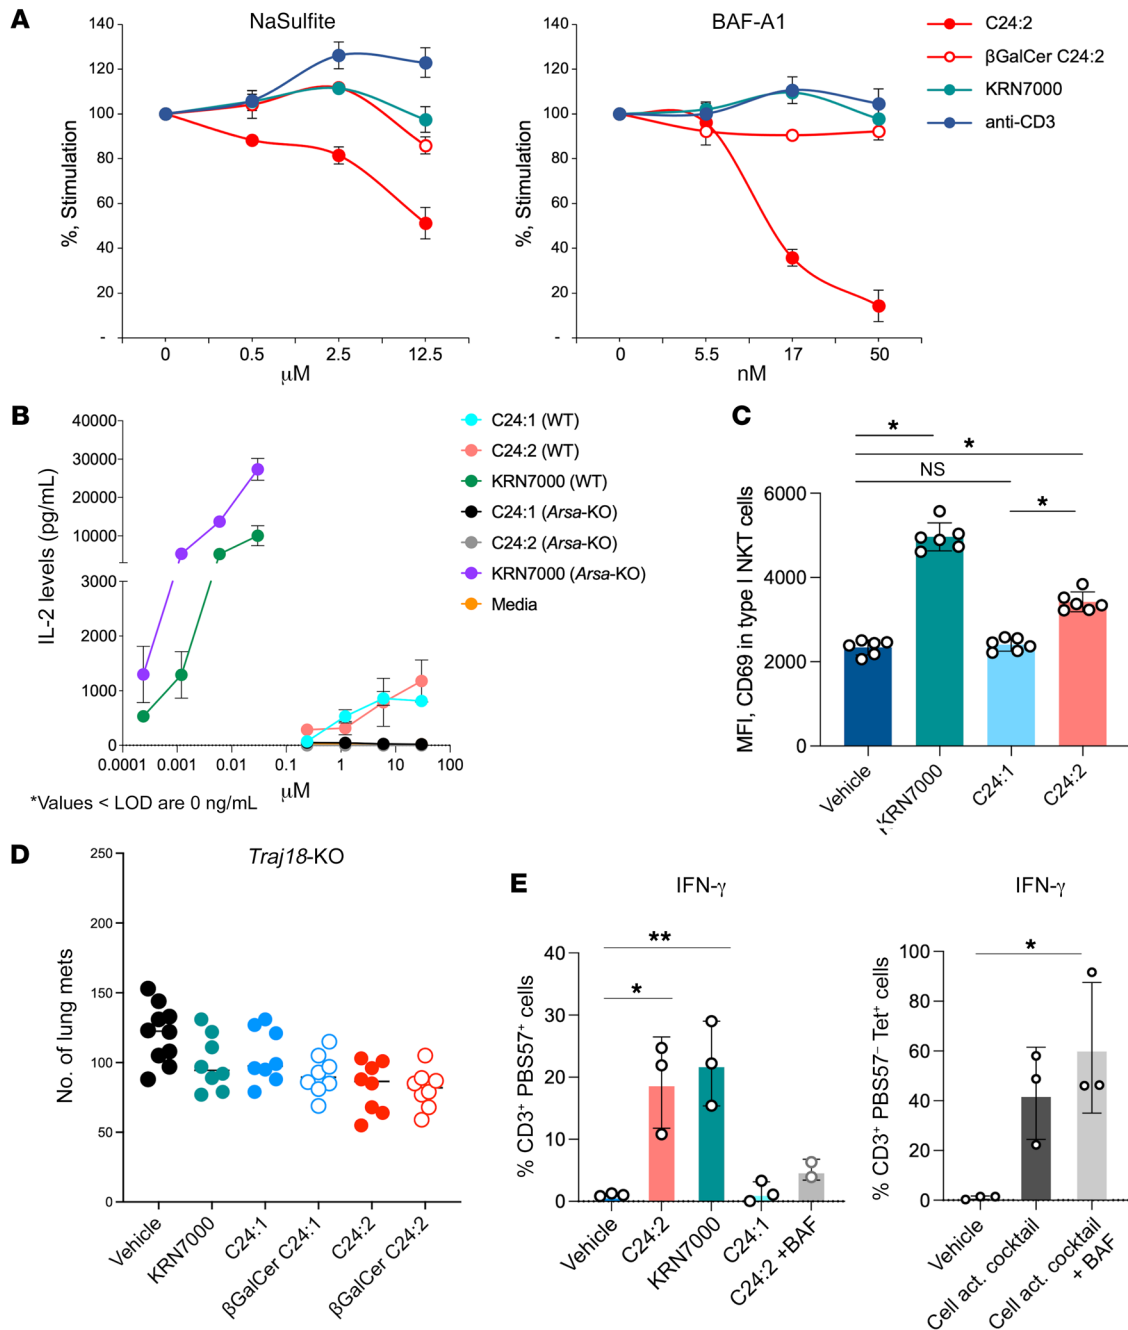 A
NaSulfite
%, Stimulation
140
120
100
80
60
40
20
-
0
0.5
2.5
12.5
μM
BAF-A1
%, Stimulation
140
120
100
80
60
40
20
-
0
5.5
17
50
nM
C24:2
βGalCer C24:2
KRN7000
anti-CD3
B
IL-2 levels (pg/mL)
40000
30000
20000
10000
3000
2000
1000
0
0.0001
0.001
0.01
0.1
1
10
100
μM
*Values < LOD are 0 ng/mL
C24:1 (WT)
C24:2 (WT)
KRN7000 (WT)
C24:1 (Arsa-KO)
C24:2 (Arsa-KO)
KRN7000 (Arsa-KO)
Media
C
*
*
NS
*
MFI, CD69 in type I NKT cells
6000
4000
2000
0
Vehicle
KRN7000
C24:1
C24:2
D
Traj18-KO
No. of lung mets
250
200
150
100
50
0
Vehicle
KRN7000
C24:1
βGalCer C24:1
C24:2
βGalCer C24:2
E
IFN-γ
% CD3+ PBS57+ cells
40
30
20
10
0
**
*
Vehicle
C24:2
KRN7000
C24:1
C24:2 +BAF
IFN-γ
% CD3+ PBS57− Tet+ cells
100
80
60
40
20
0
*
Vehicle
Cell act. cocktail
Cell act. cocktail
+ BAF